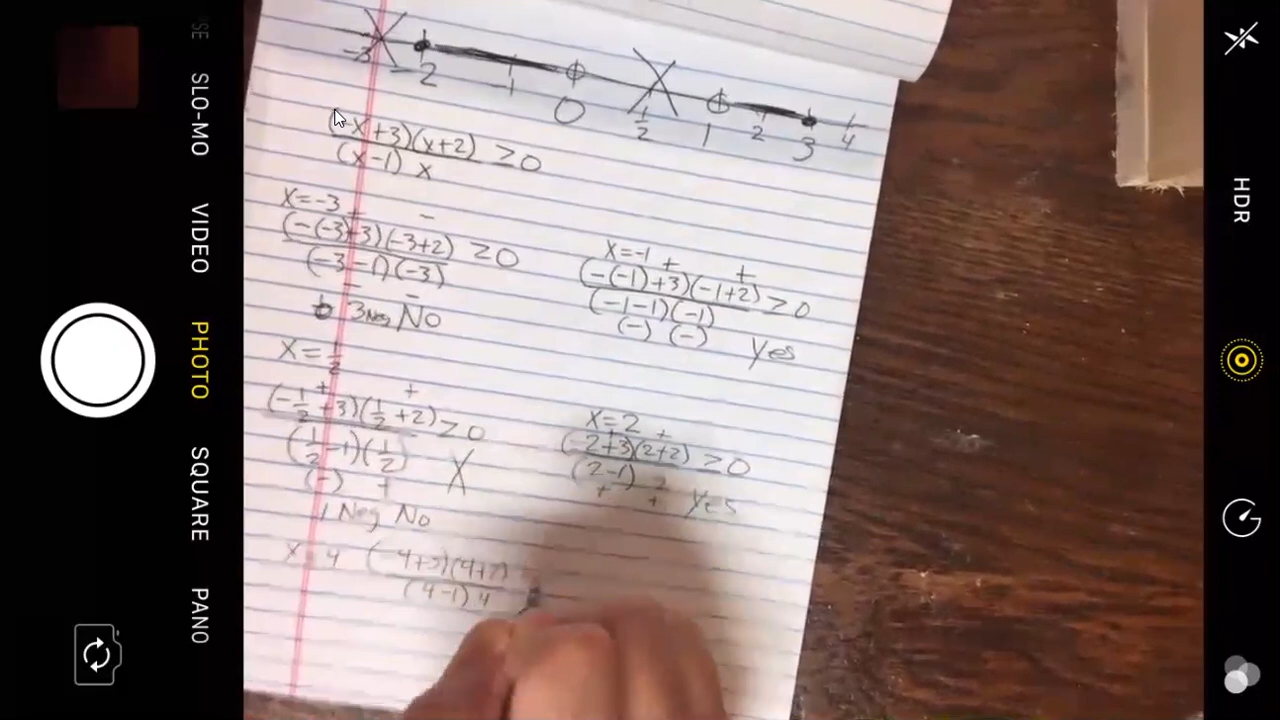 -3 -2 -1 0 1/2 1 2 3 4
(-x+3)(x+2) / (x-1) x ≥0
x=-3
+ -
(-(-3)+3)(-3+2) / (-3-1)(-3) ≥0
- -
3 Neg No
x=-1
+ +
(-(-1)+3)(-1+2) / (-1-1)(-1) ≥0
(-) (-) Yes
x=1/2
+ +
(-1/2+3)(1/2+2) / (1/2-1)(1/2) ≥0
(-) + X
1 Neg No
x=2
+ +
(-2+3)(2+2) / (2-1) 2 ≥0
+ + Yes
x=4 (-4+3)(4+2) / (4-1) 4
SE
SLO-MO
VIDEO
PHOTO
SQUARE
PANO
HDR